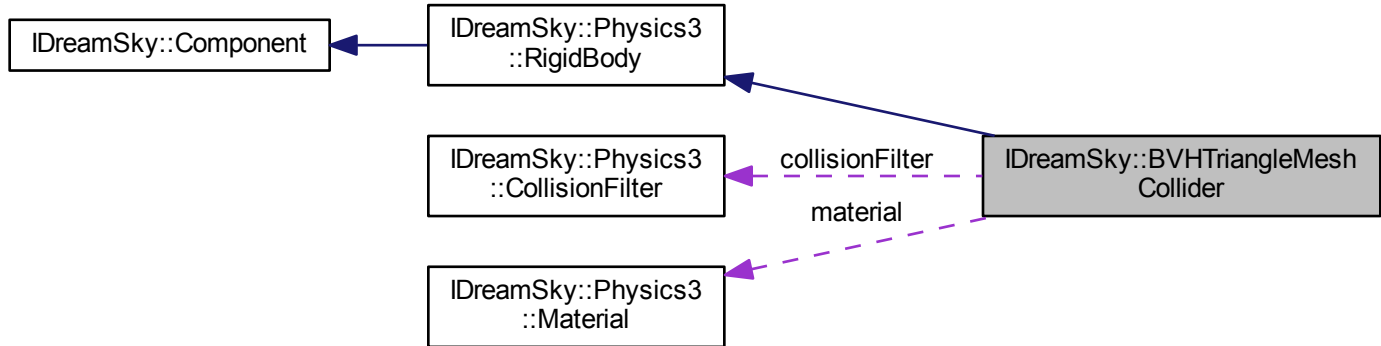 IDreamSky::Component
IDreamSky::Physics3
::RigidBody
IDreamSky::Physics3
::CollisionFilter
collisionFilter
IDreamSky::BVHTriangleMesh
Collider
material
IDreamSky::Physics3
::Material